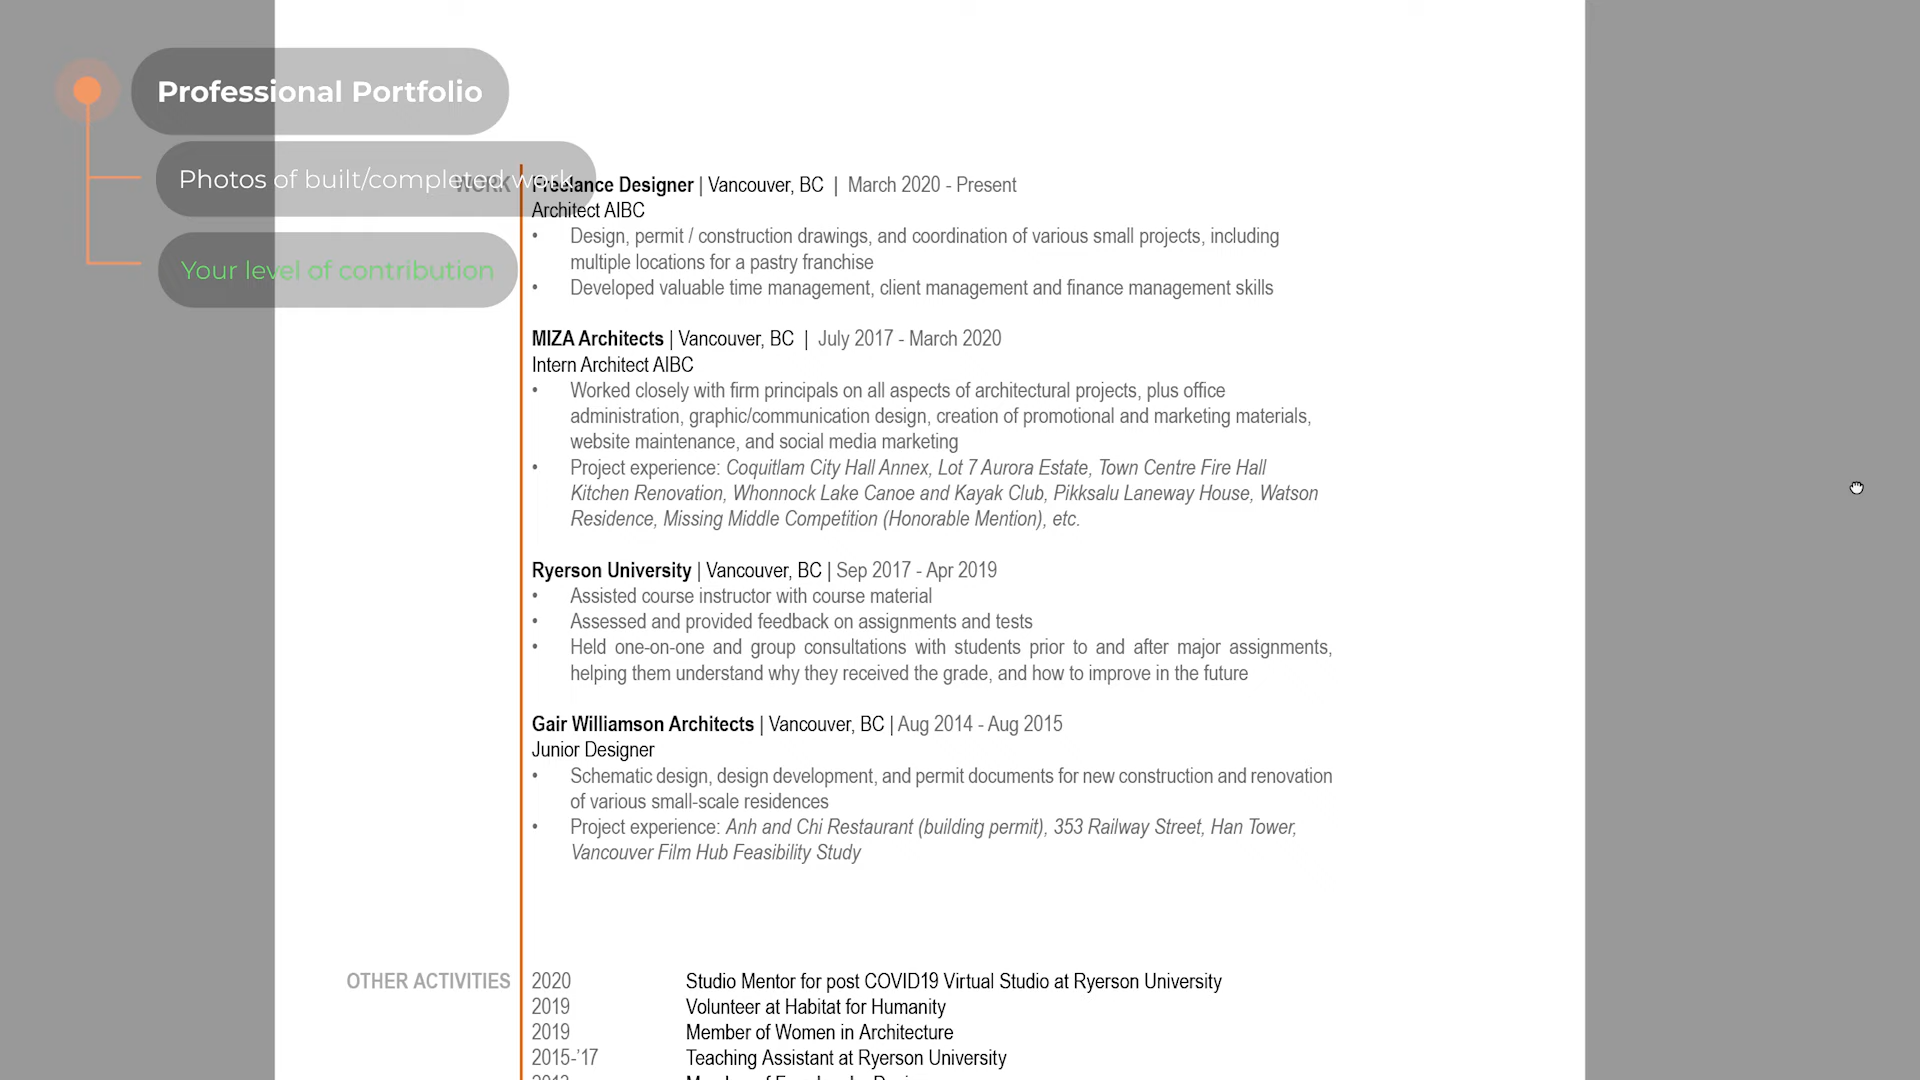 Professional Portfolio
Photos of built/completed work
Your level of contribution
WORK
Freelance Designer | Vancouver, BC | March 2020 - Present
Architect AIBC
• Design, permit / construction drawings, and coordination of various small projects, including
multiple locations for a pastry franchise
• Developed valuable time management, client management and finance management skills
MIZA Architects | Vancouver, BC | July 2017 - March 2020
Intern Architect AIBC
• Worked closely with firm principals on all aspects of architectural projects, plus office
administration, graphic/communication design, creation of promotional and marketing materials,
website maintenance, and social media marketing
• Project experience: Coquitlam City Hall Annex, Lot 7 Aurora Estate, Town Centre Fire Hall
Kitchen Renovation, Whonnock Lake Canoe and Kayak Club, Pikksalu Laneway House, Watson
Residence, Missing Middle Competition (Honorable Mention), etc.
Ryerson University | Vancouver, BC | Sep 2017 - Apr 2019
• Assisted course instructor with course material
• Assessed and provided feedback on assignments and tests
• Held one-on-one and group consultations with students prior to and after major assignments,
helping them understand why they received the grade, and how to improve in the future
Gair Williamson Architects | Vancouver, BC | Aug 2014 - Aug 2015
Junior Designer
• Schematic design, design development, and permit documents for new construction and renovation
of various small-scale residences
• Project experience: Anh and Chi Restaurant (building permit), 353 Railway Street, Han Tower,
Vancouver Film Hub Feasibility Study
OTHER ACTIVITIES
2020 Studio Mentor for post COVID19 Virtual Studio at Ryerson University
2019 Volunteer at Habitat for Humanity
2019 Member of Women in Architecture
2015-'17 Teaching Assistant at Ryerson University